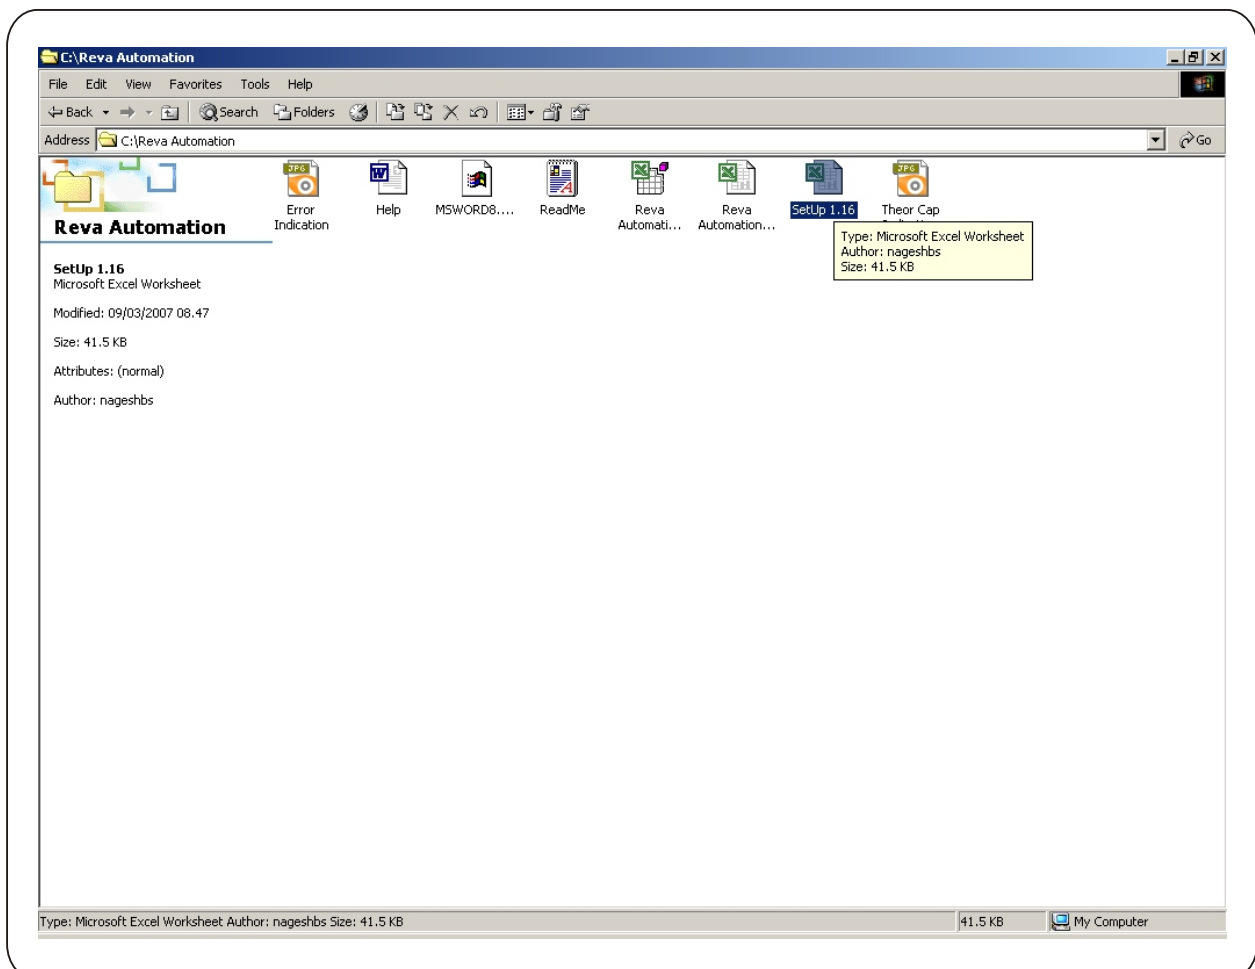 C:\Reva Automation
File Edit View Favorites Tools Help
Back Search Folders
Address C:\Reva Automation Go
Reva Automation
SetUp 1.16
Microsoft Excel Worksheet
Modified: 09/03/2007 08.47
Size: 41.5 KB
Attributes: (normal)
Author: nageshbs
JPG
Error
Indication
Help
MSWORD8....
ReadMe
Reva
Automati...
Reva
Automation...
SetUp 1.16
JPG
Theor Cap
Type: Microsoft Excel Worksheet
Author: nageshbs
Size: 41.5 KB
Type: Microsoft Excel Worksheet Author: nageshbs Size: 41.5 KB 41.5 KB My Computer